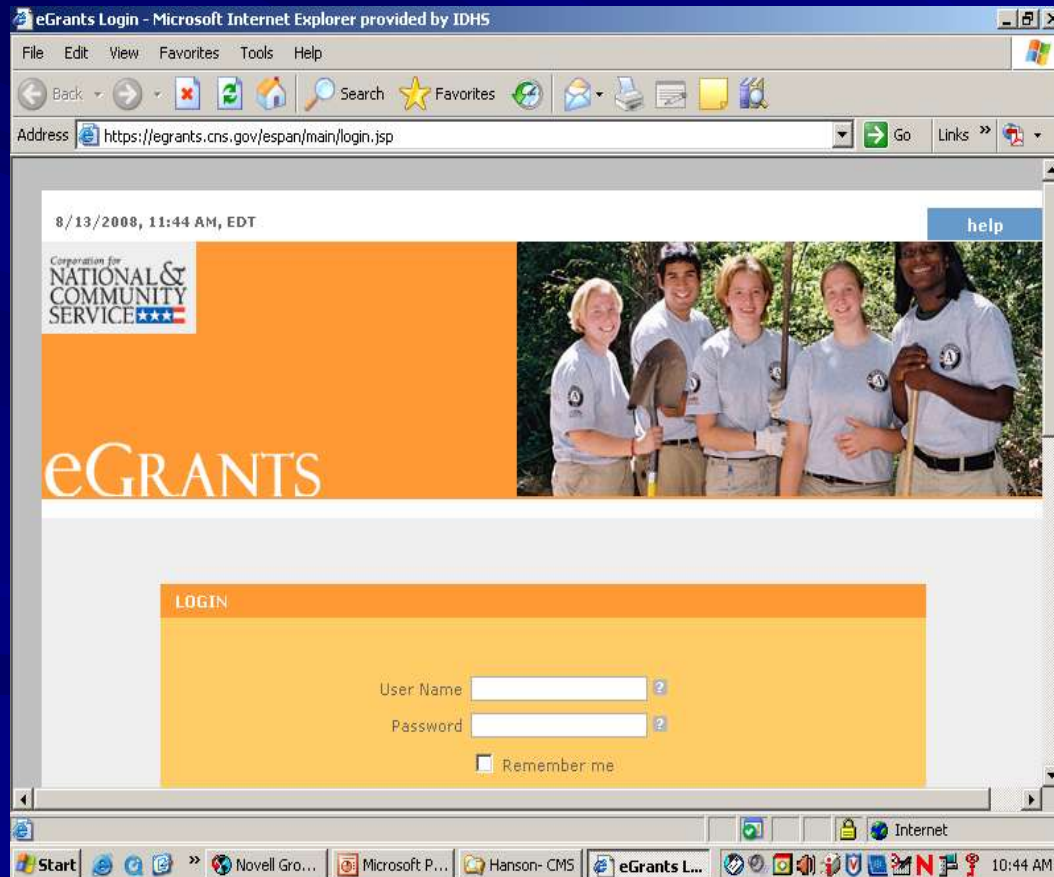 eGrants Login - Microsoft Internet Explorer provided by IDHS
File Edit View Favorites Tools Help
Back Search Favorites
Address https://egrants.cns.gov/espan/main/login.jsp Go Links »
8/13/2008, 11:44 AM, EDT
help
Corporation for
NATIONAL &
COMMUNITY
SERVICE
eGRANTS
LOGIN
User Name ?
Password ?
Remember me
Internet
Start » Novell Gro... Microsoft P... Hanson- CMS eGrants L... N 10:44 AM